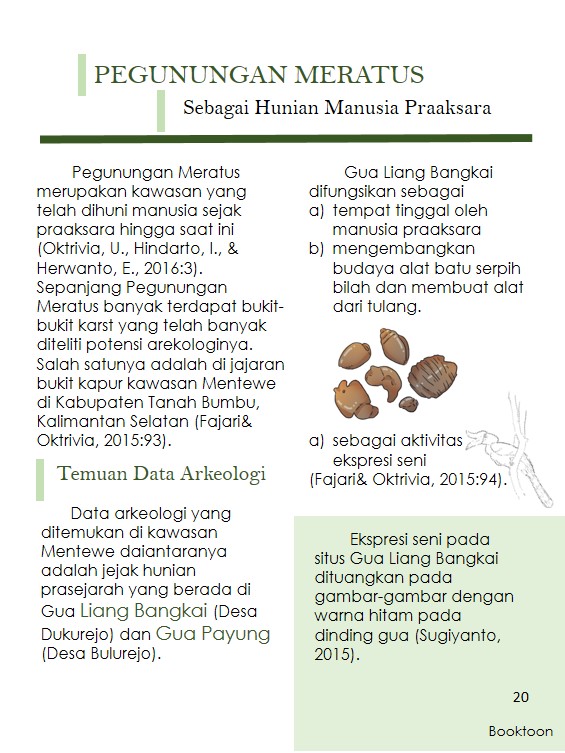 PEGUNUNGAN MERATUS
Sebagai Hunian Manusia Praaksara
Pegunungan Meratus
merupakan kawasan yang
telah dihuni manusia sejak
praaksara hingga saat ini
(Oktrivia, U., Hindarto, I., &
Herwanto, E., 2016:3).
Sepanjang Pegunungan
Meratus banyak terdapat bukit-
bukit karst yang telah banyak
diteliti potensi arekologinya.
Salah satunya adalah di jajaran
bukit kapur kawasan Mentewe
di Kabupaten Tanah Bumbu,
Kalimantan Selatan (Fajari&
Oktrivia, 2015:93).
Temuan Data Arkeologi
Data arkeologi yang
ditemukan di kawasan
Mentewe daiantaranya
adalah jejak hunian
prasejarah yang berada di
Gua Liang Bangkai (Desa
Dukurejo) dan Gua Payung
(Desa Bulurejo).
Gua Liang Bangkai
difungsikan sebagai
a) tempat tinggal oleh
manusia praaksara
b) mengembangkan
budaya alat batu serpih
bilah dan membuat alat
dari tulang.
a) sebagai aktivitas
ekspresi seni
(Fajari& Oktrivia, 2015:94).
Ekspresi seni pada
situs Gua Liang Bangkai
dituangkan pada
gambar-gambar dengan
warna hitam pada
dinding gua (Sugiyanto,
2015).
20
Booktoon